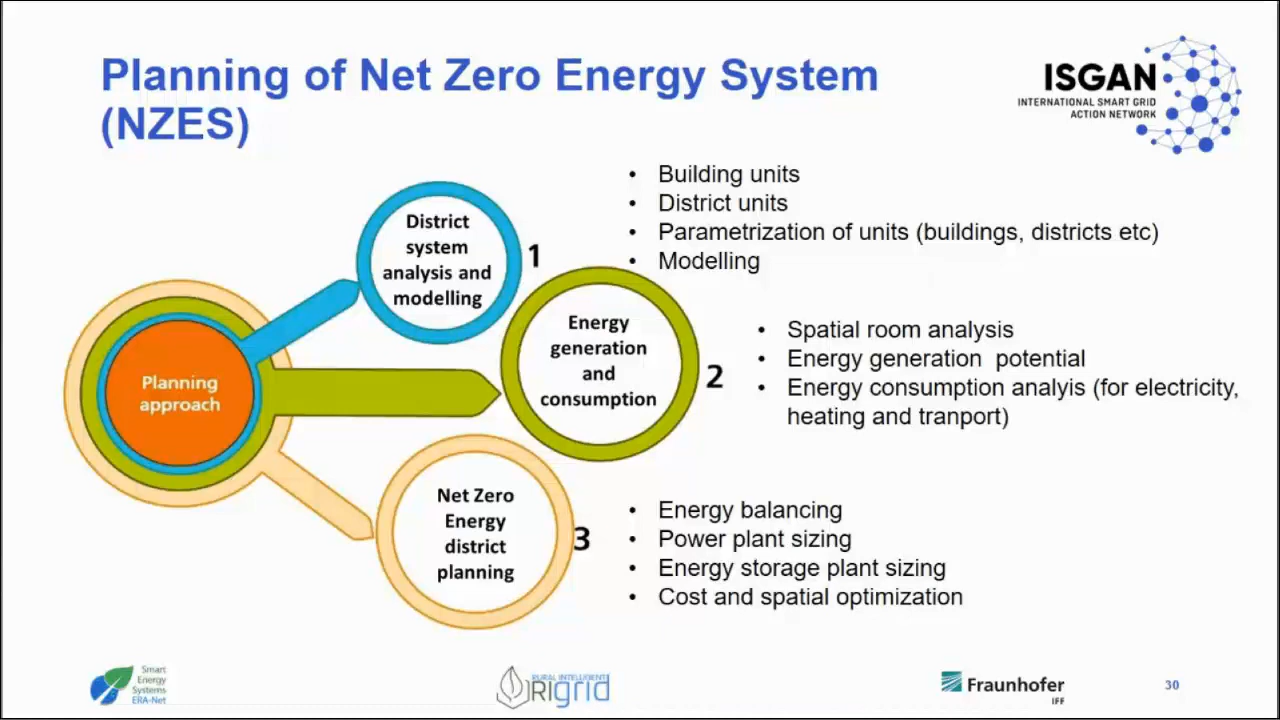 Planning of Net Zero Energy System
(NZES)
ISGAN
INTERNATIONAL SMART GRID
ACTION NETWORK
Planning
approach
District
system
analysis and
modelling
1
• Building units
• District units
• Parametrization of units (buildings, districts etc)
• Modelling
Energy
generation
and
consumption
2
• Spatial room analysis
• Energy generation potential
• Energy consumption analyis (for electricity,
heating and tranport)
Net Zero
Energy
district
planning
3
• Energy balancing
• Power plant sizing
• Energy storage plant sizing
• Cost and spatial optimization
Smart
Energy
Systems
ERA-Net
RURAL INTELLIGENT
RIgrid
Fraunhofer
IFF
30